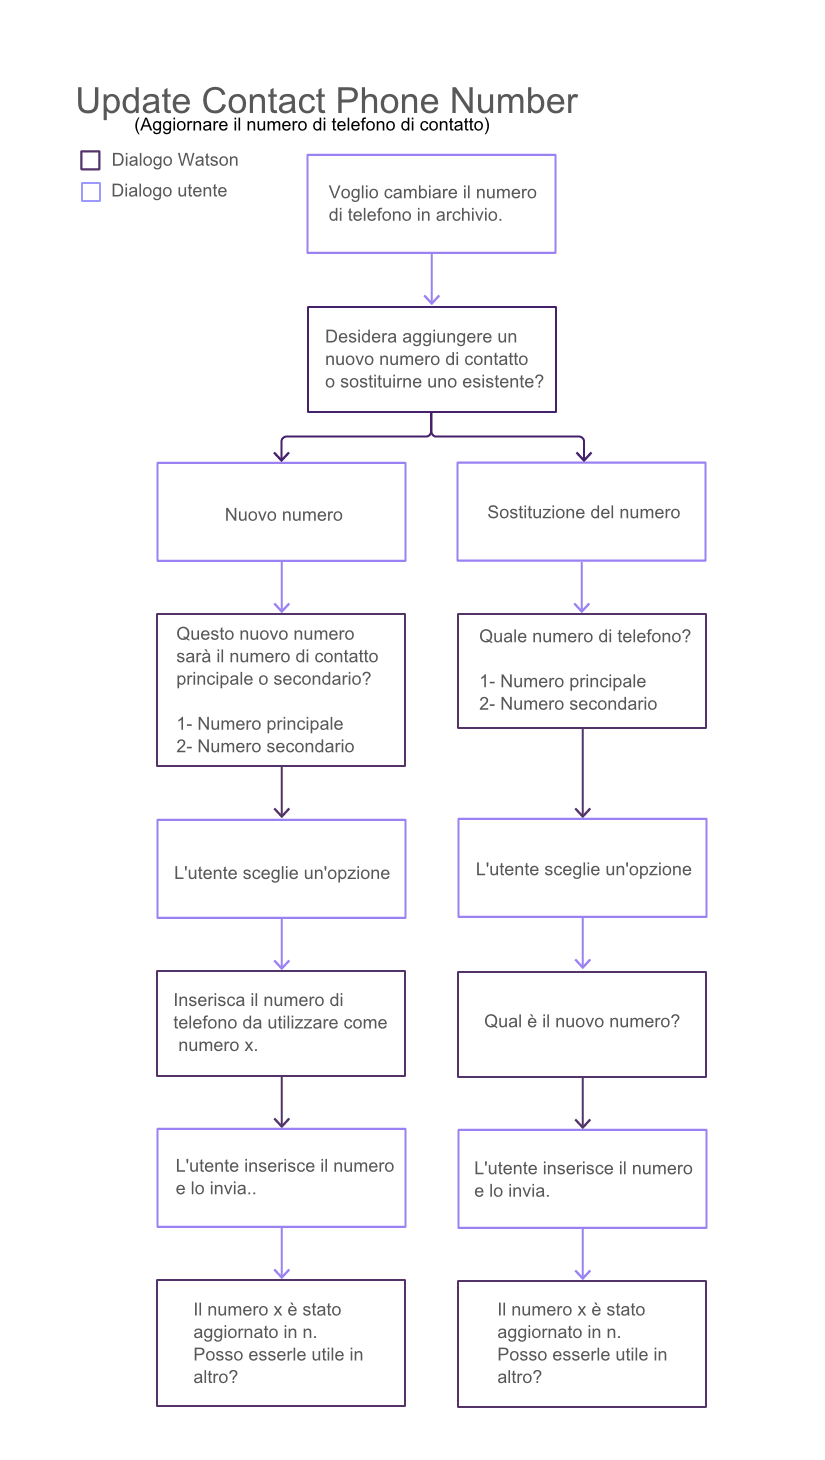 Update Contact Phone Number
(Aggiornare il numero di telefono di contatto)
Dialogo Watson
Dialogo utente
Voglio cambiare il numero
di telefono in archivio.
Desidera aggiungere un
nuovo numero di contatto
o sostituirne uno esistente?
Nuovo numero
Sostituzione del numero
Questo nuovo numero
sarà il numero di contatto
principale o secondario?
1- Numero principale
2- Numero secondario
Quale numero di telefono?
1- Numero principale
2- Numero secondario
L'utente sceglie un'opzione
L'utente sceglie un'opzione
Inserisca il numero di
telefono da utilizzare come
numero x.
Qual è il nuovo numero?
L'utente inserisce il numero
e lo invia..
L'utente inserisce il numero
e lo invia.
Il numero x è stato
aggiornato in n.
Posso esserle utile in
altro?
Il numero x è stato
aggiornato in n.
Posso esserle utile in
altro?